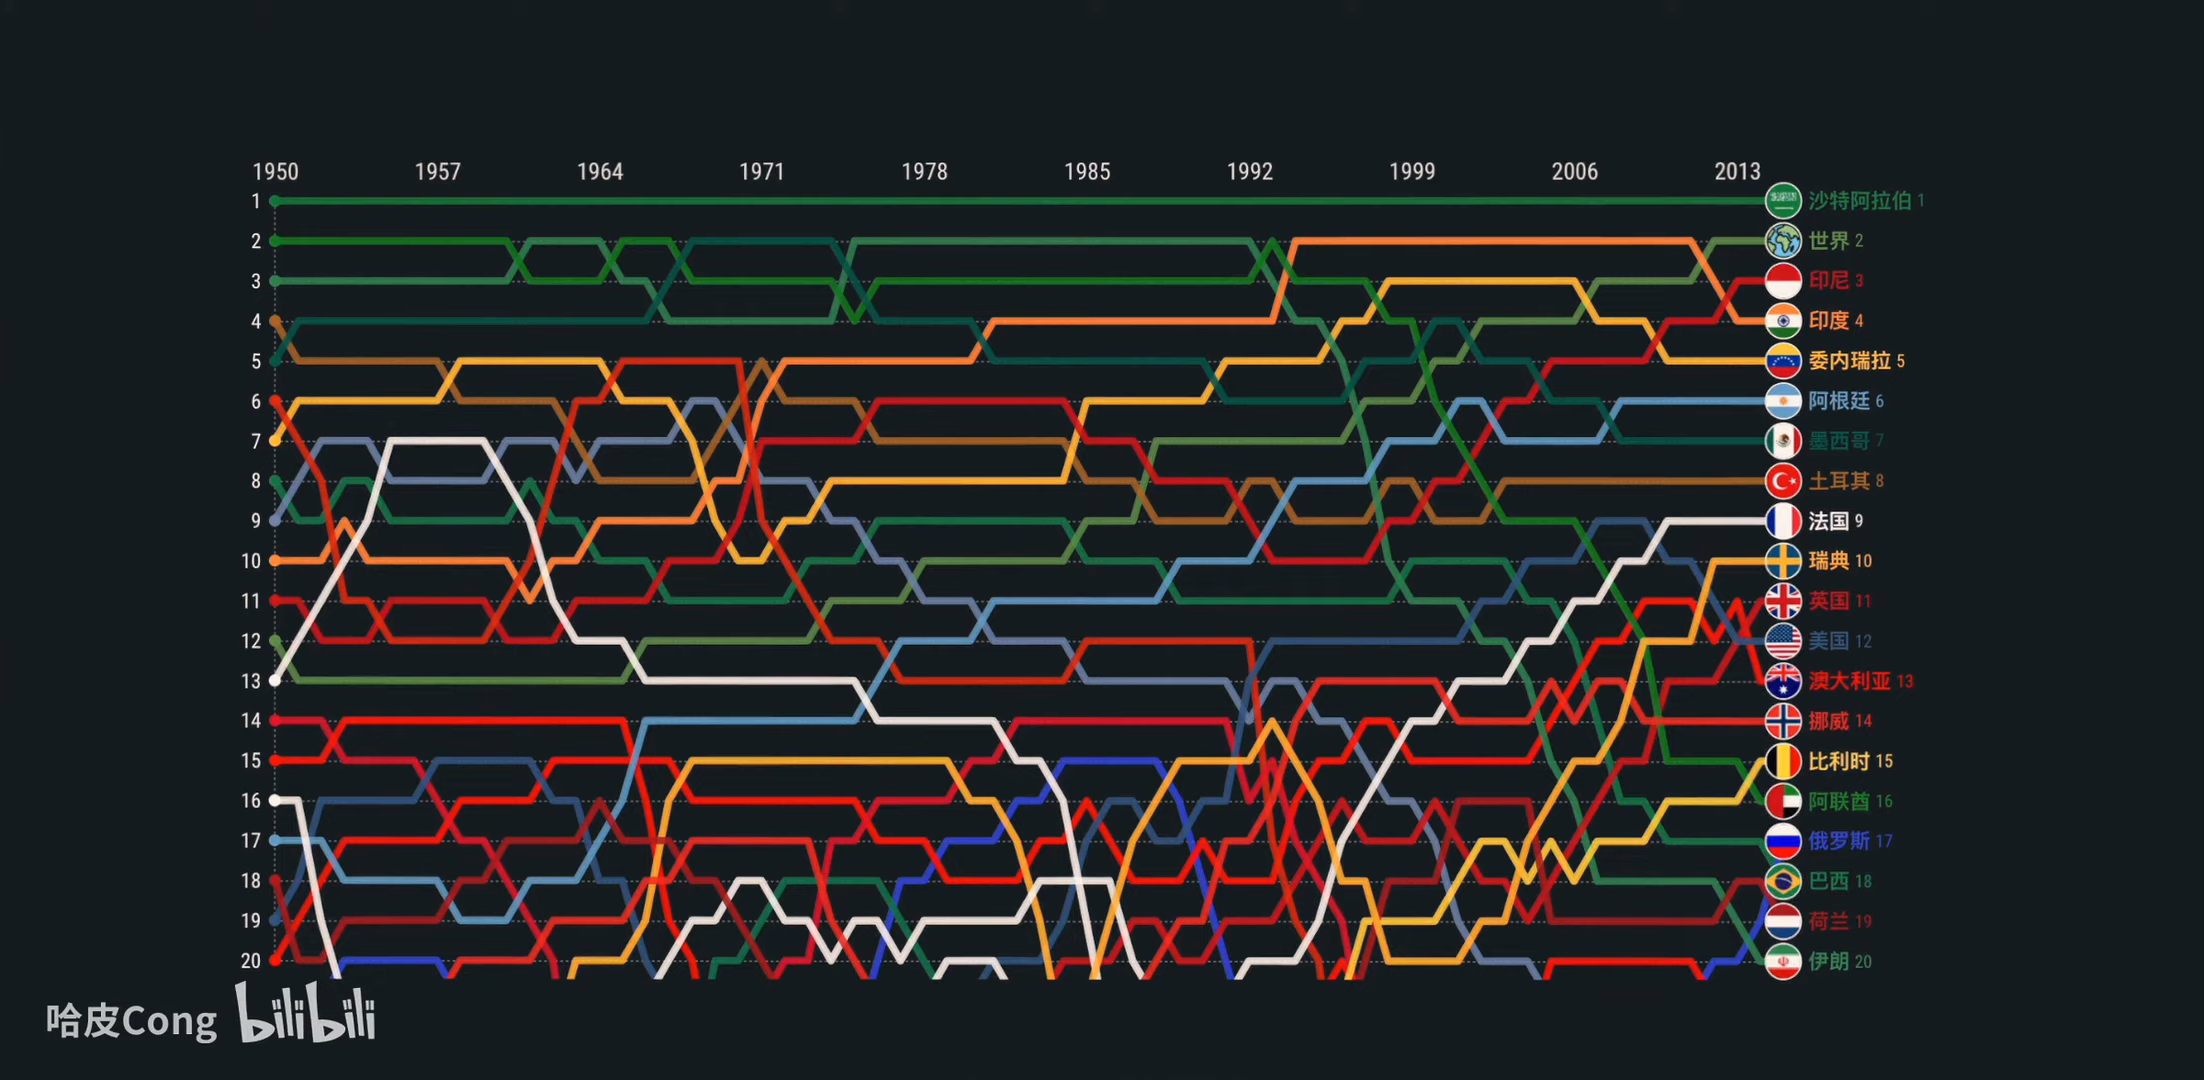 1950 1957 1964 1971 1978 1985 1992 1999 2006 2013
1 沙特阿拉伯 1
2 世界 2
3 印尼 3
4 印度 4
5 委内瑞拉 5
6 阿根廷 6
7 墨西哥 7
8 土耳其 8
9 法国 9
10 瑞典 10
11 英国 11
12 美国 12
13 澳大利亚 13
14 挪威 14
15 比利时 15
16 阿联酋 16
17 俄罗斯 17
18 巴西 18
19 荷兰 19
20 伊朗 20
哈皮Cong bilibili